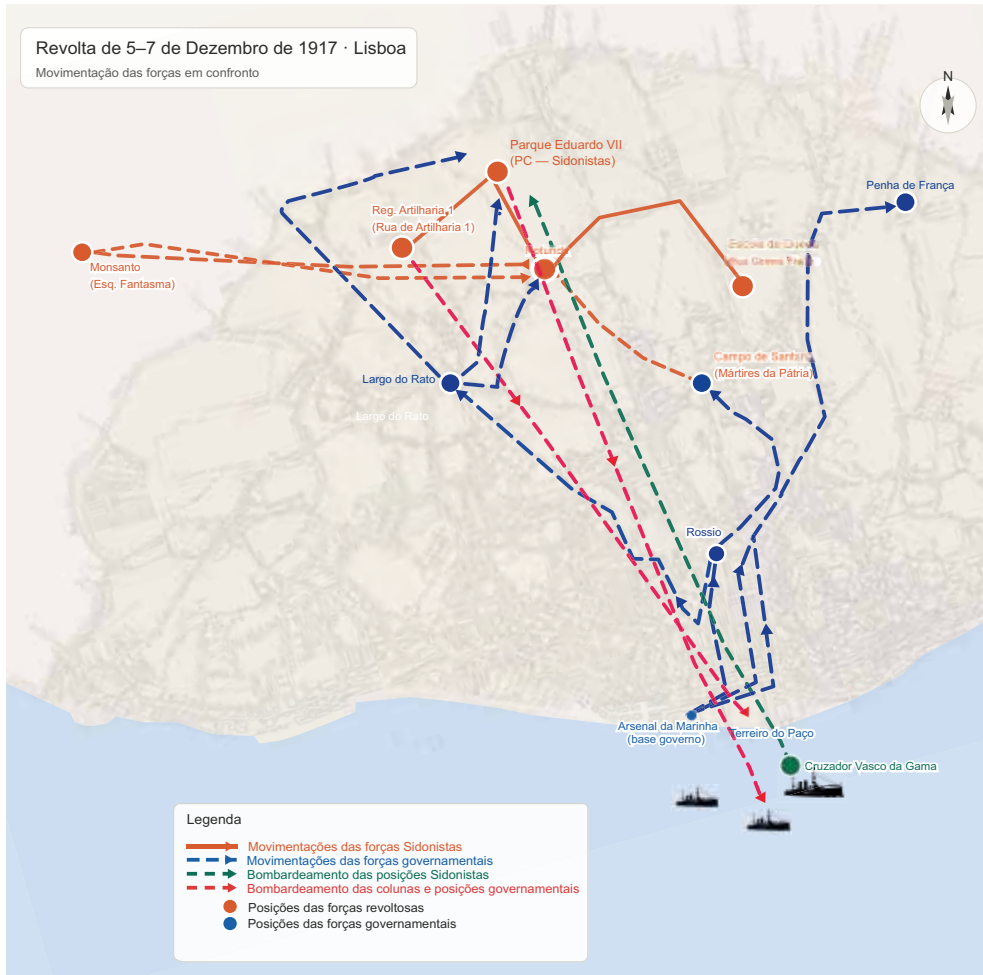 Revolta de 5–7 de Dezembro de 1917 · Lisboa
Movimentação das forças em confronto
N
Parque Eduardo VII
(PC — Sidonistas)
Penha de França
Reg. Artilharia 1
(Rua de Artilharia 1)
Rotunda
Escola de Guerra
Monsanto
(Esq. Fantasma)
Campo de Santana
(Mártires da Pátria)
Largo do Rato
Largo do Rato
Rossio
Arsenal da Marinha
(base governo)
Terreiro do Paço
Cruzador Vasco da Gama
Legenda
Movimentações das forças Sidonistas
Movimentações das forças governamentais
Bombardeamento das posições Sidonistas
Bombardeamento das colunas e posições governamentais
Posições das forças revoltosas
Posições das forças governamentais